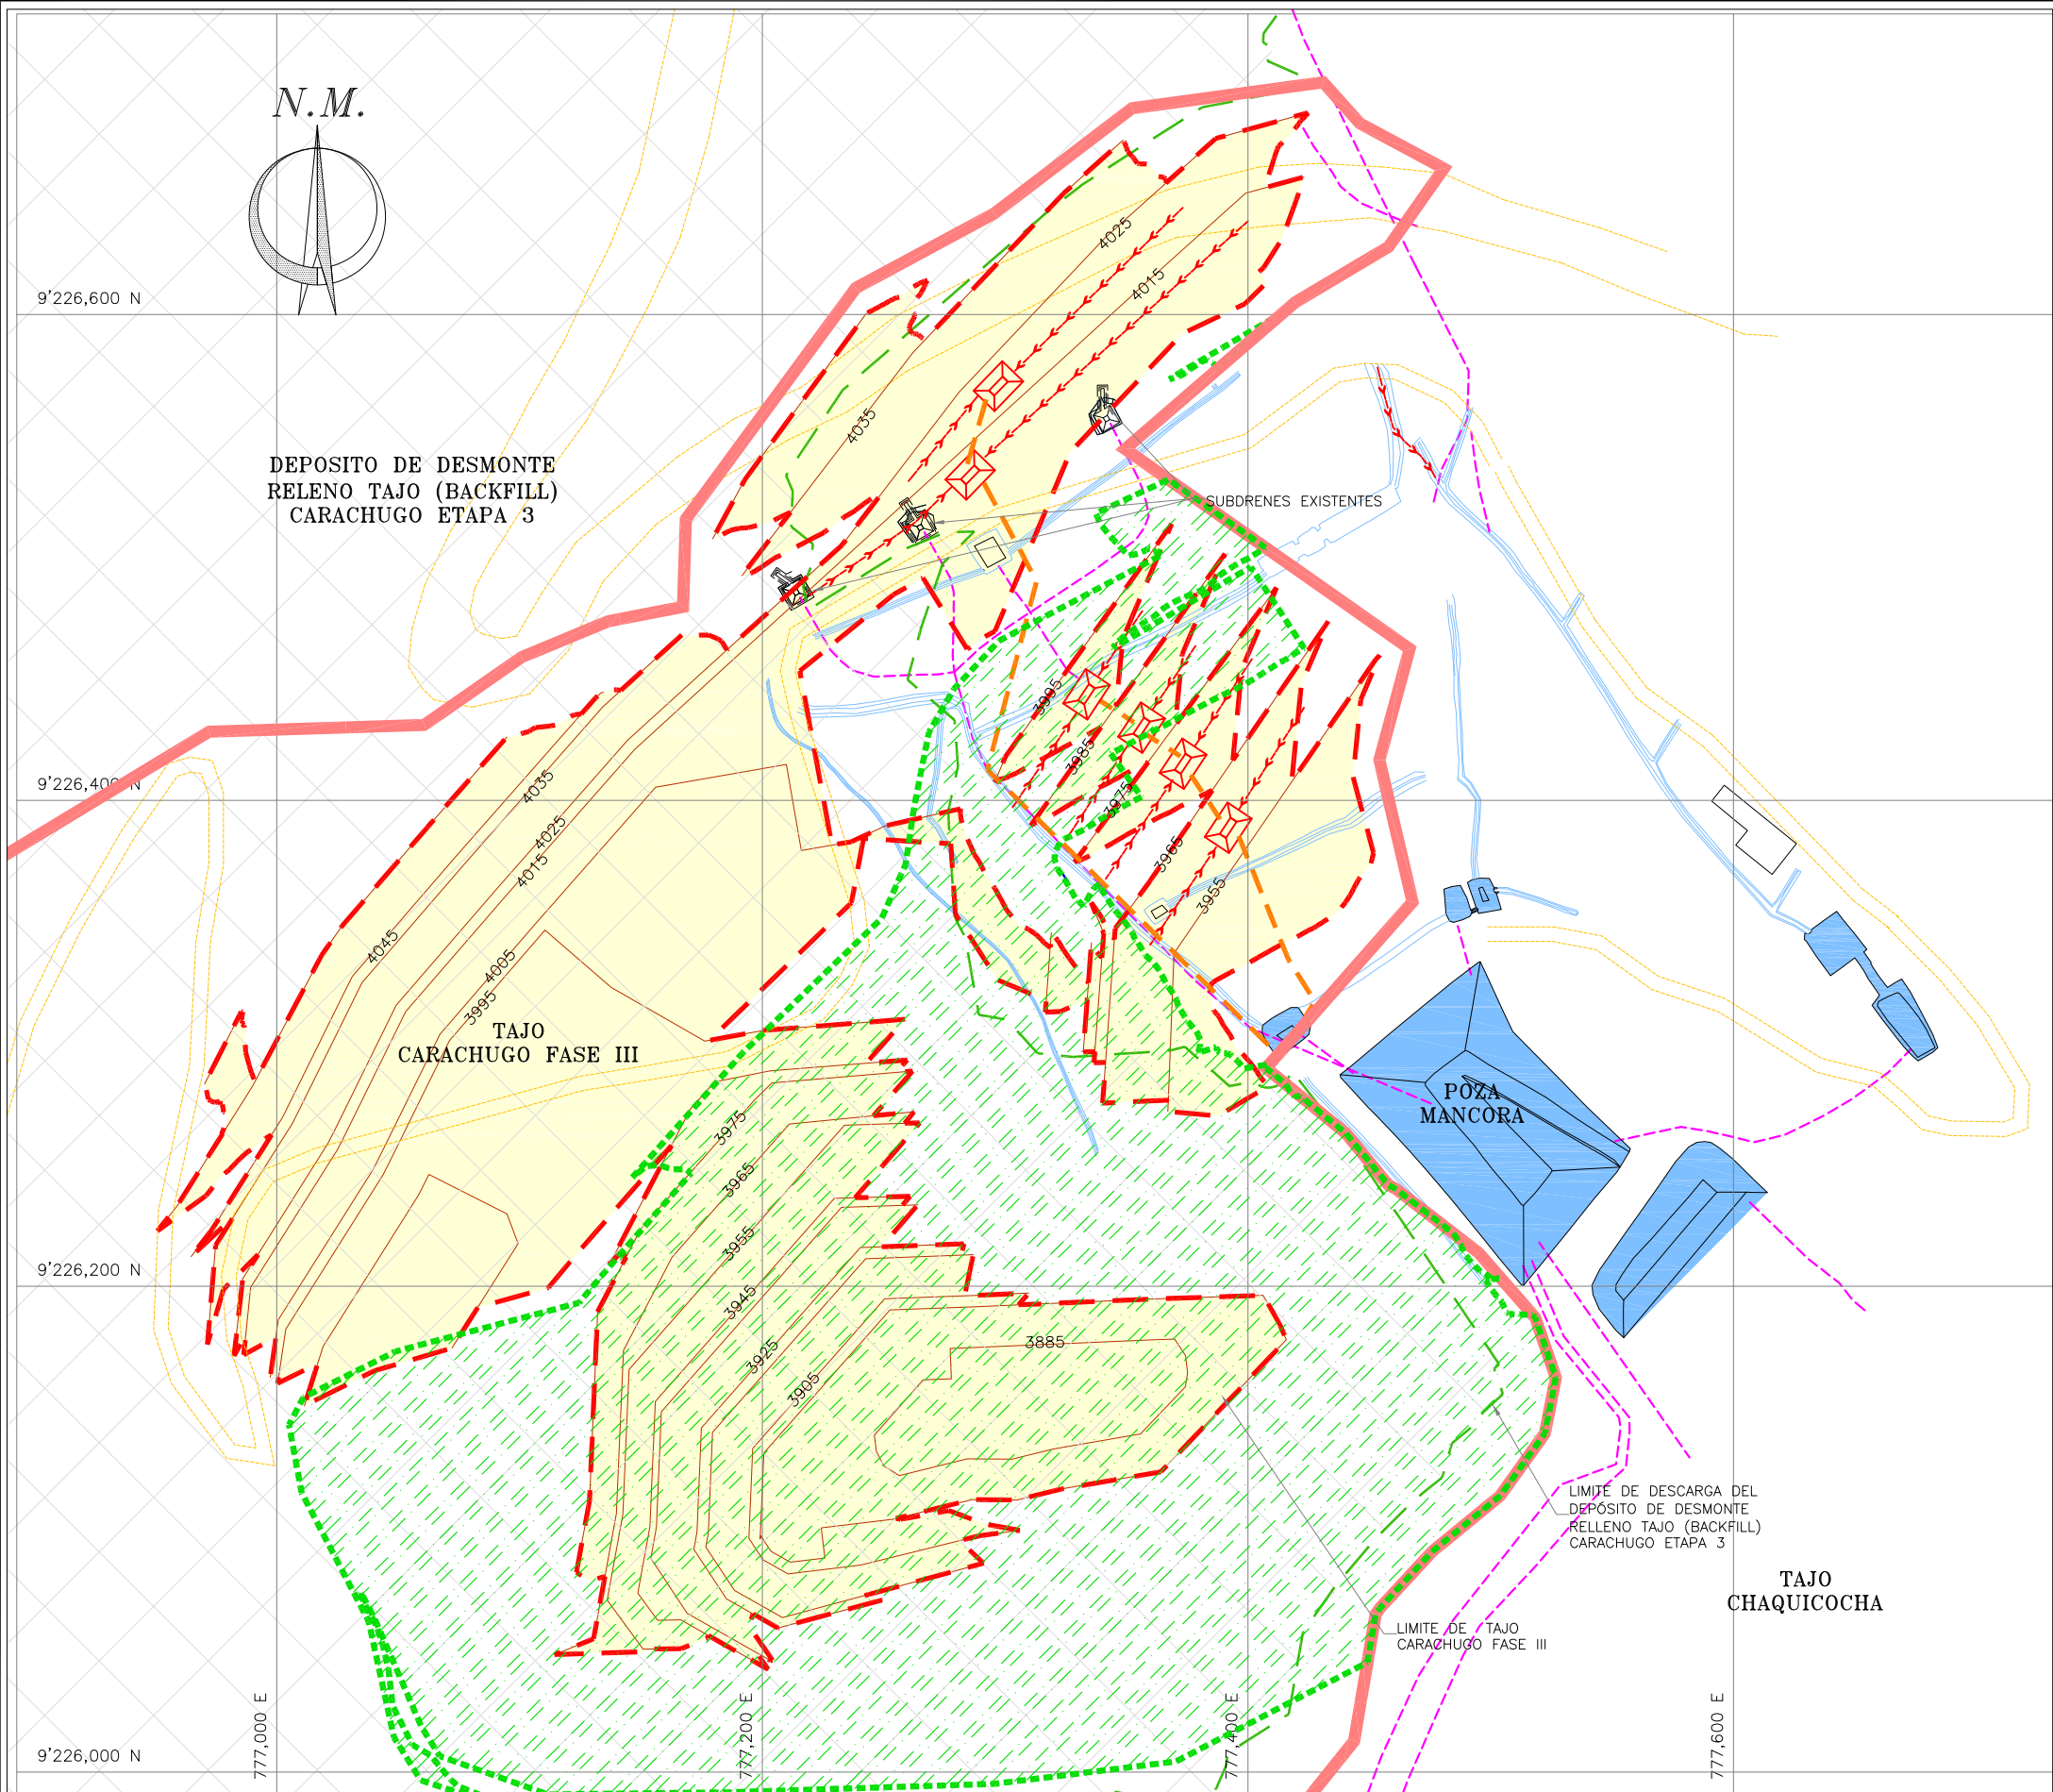 N.M.
9'226,600 N
4025
4015
4035
DEPOSITO DE DESMONTE
RELENO TAJO (BACKFILL)
CARACHUGO ETAPA 3
SUBDRENES EXISTENTES
3995
3985
3975
3965
3955
9'226,400 N
4035
4025
4015
4045
4005
3995
TAJO
CARACHUGO FASE III
POZA
MANCORA
3975
3965
3955
3945
3925
3905
3885
9'226,200 N
LIMITE DE DESCARGA DEL
DEPÓSITO DE DESMONTE
RELLENO TAJO (BACKFILL)
CARACHUGO ETAPA 3
TAJO
CHAQUICOCHA
LIMITE DE TAJO
CARACHUGO FASE III
9'226,000 N
777,000 E
777,200 E
777,400 E
777,600 E